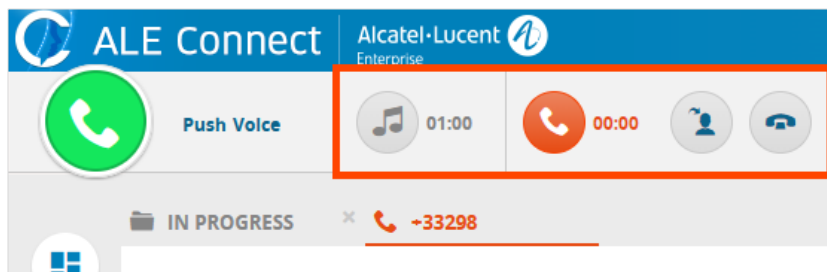 ALE Connect
Alcatel·Lucent
Enterprise
Push Voice
01:00
00:00
IN PROGRESS
× +33298